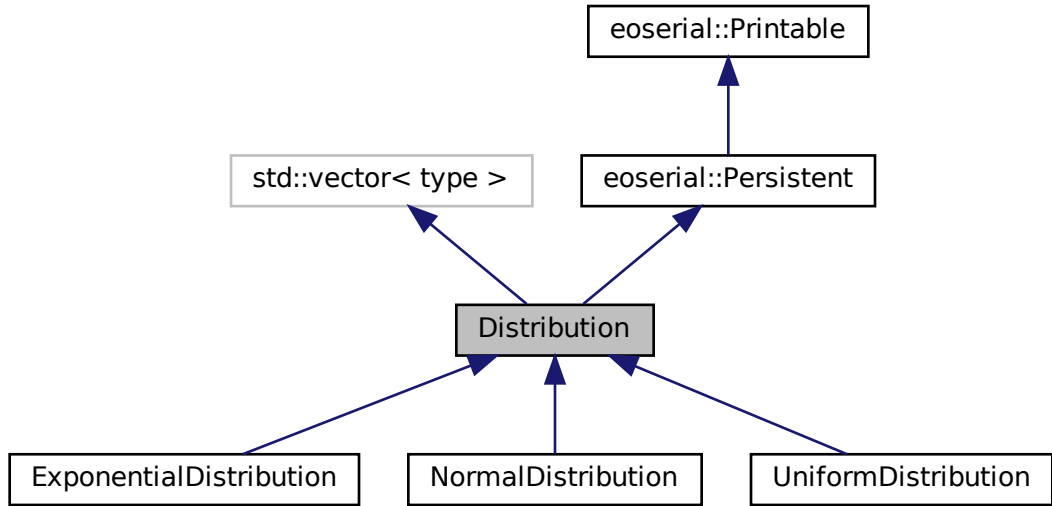 eoserial::Printable
std::vector< type >
eoserial::Persistent
Distribution
ExponentialDistribution
NormalDistribution
UniformDistribution